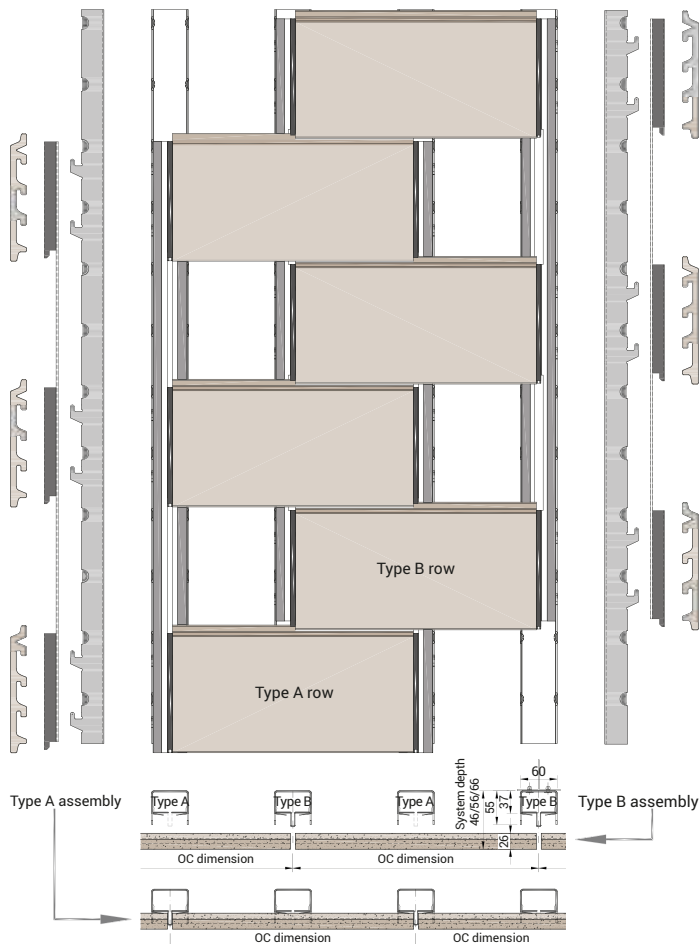 Type B row
Type A row
60
Type A assembly
Type A
Type B
Type A
Type B
System depth
46/56/66
55
37
26
Type B assembly
OC dimension
OC dimension
OC dimension
OC dimension